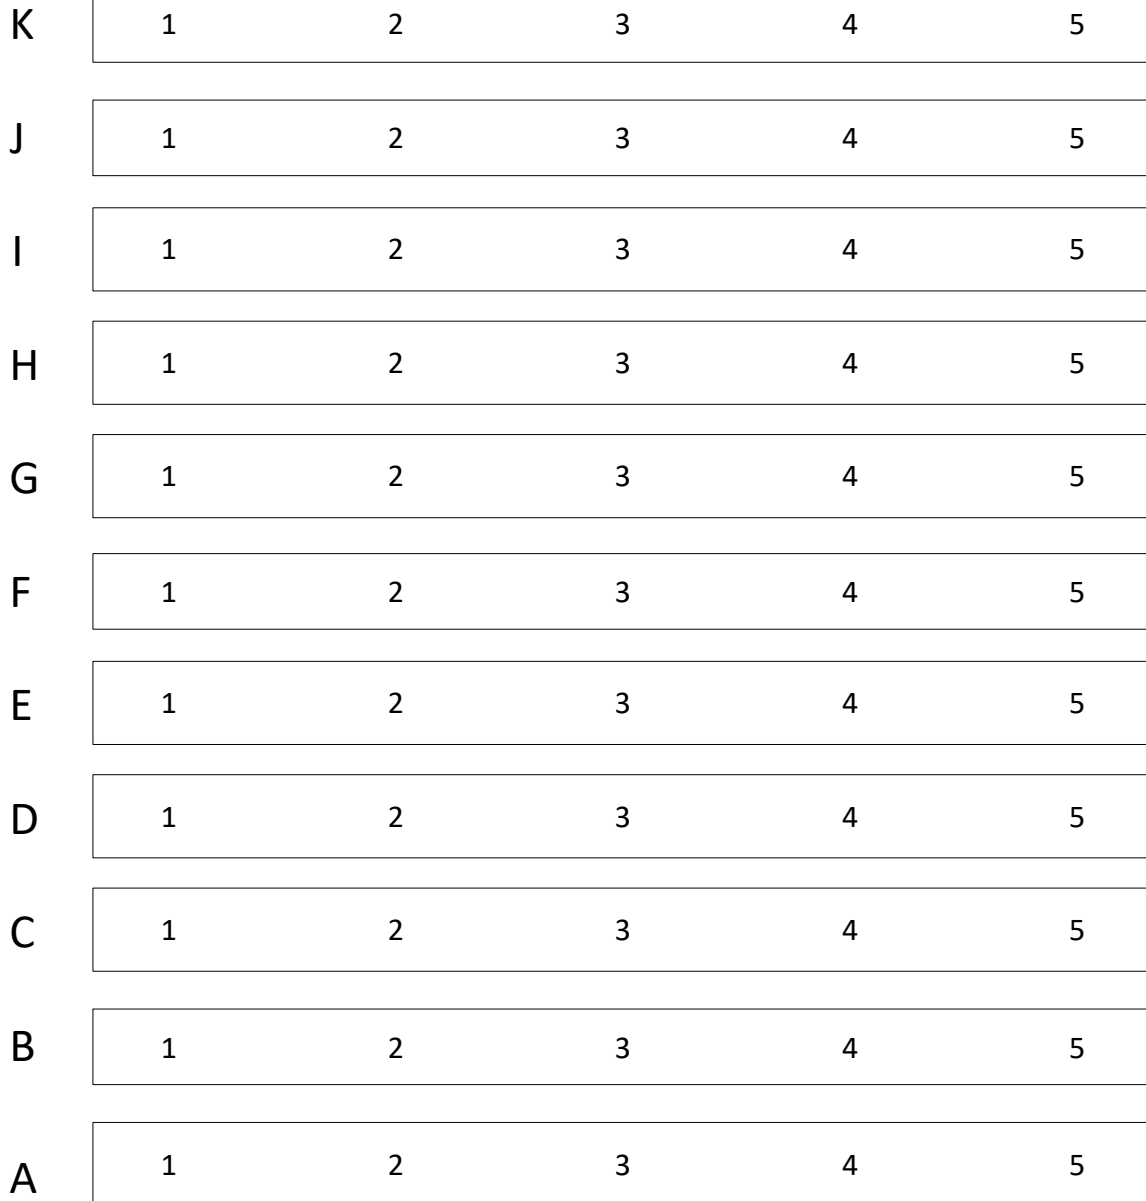 K 1 2 3 4 5
J 1 2 3 4 5
I 1 2 3 4 5
H 1 2 3 4 5
G 1 2 3 4 5
F 1 2 3 4 5
E 1 2 3 4 5
D 1 2 3 4 5
C 1 2 3 4 5
B 1 2 3 4 5
A 1 2 3 4 5